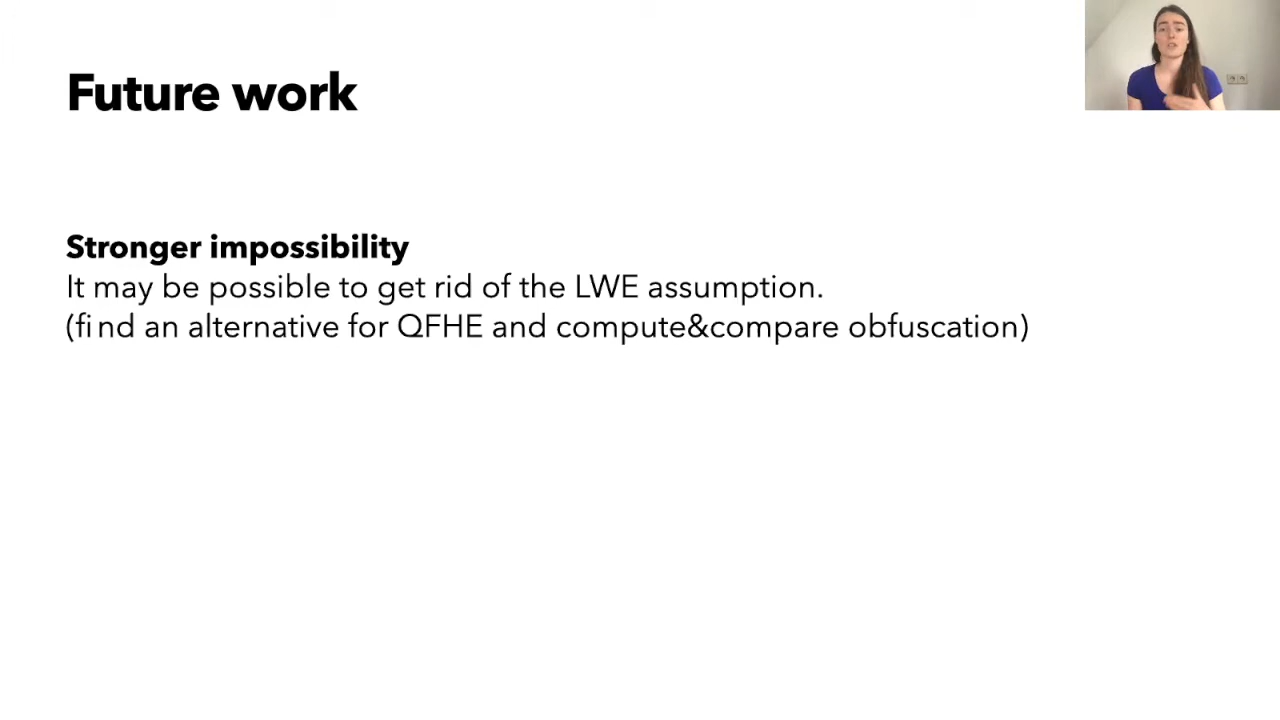 Future work
Stronger impossibility
It may be possible to get rid of the LWE assumption.
(find an alternative for QFHE and compute&compare obfuscation)